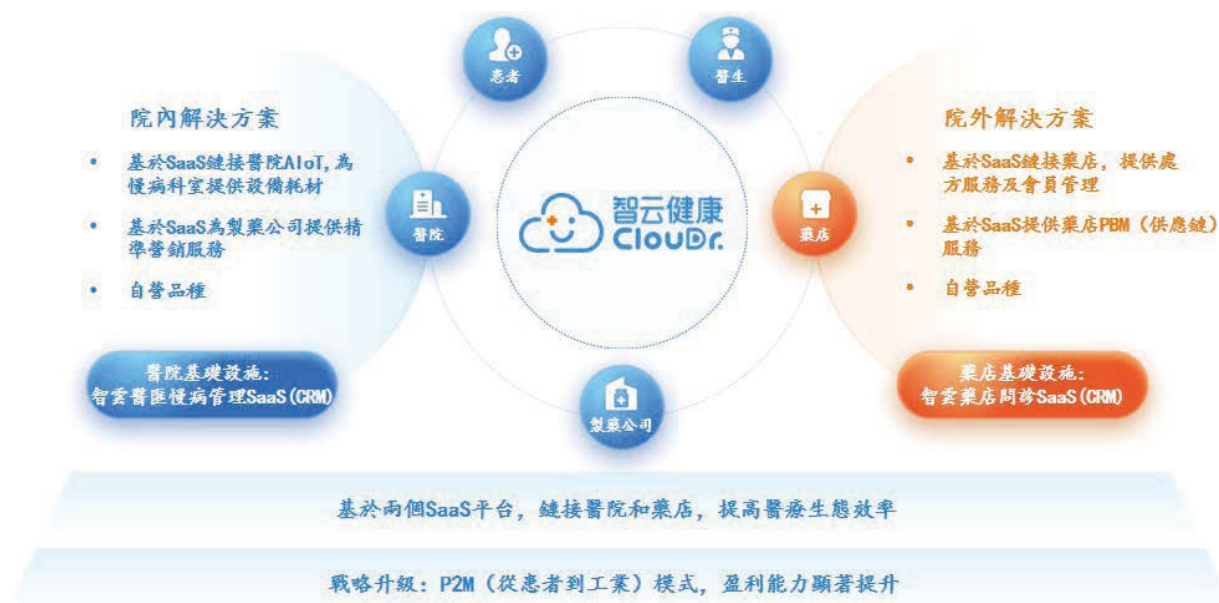 患者
醫生
院內解決方案
• 基於SaaS鏈接醫院AIoT,為
慢病科室提供設備耗材
• 基於SaaS為製藥公司提供精
準營銷服務
• 自營品種
醫院
智云健康
ClouDr.
藥店
院外解決方案
• 基於SaaS鏈接藥店, 提供處
方服務及會員管理
• 基於SaaS提供藥店PBM (供應鏈)
服務
• 自營品種
醫院基礎設施:
智雲醫匯慢病管理SaaS(CRM)
製藥公司
藥店基礎設施:
智雲藥店問診SaaS(CRM)
基於兩個SaaS平台, 鏈接醫院和藥店, 提高醫療生態效率
戰略升級: P2M (從患者到工業) 模式, 盈利能力顯著提升